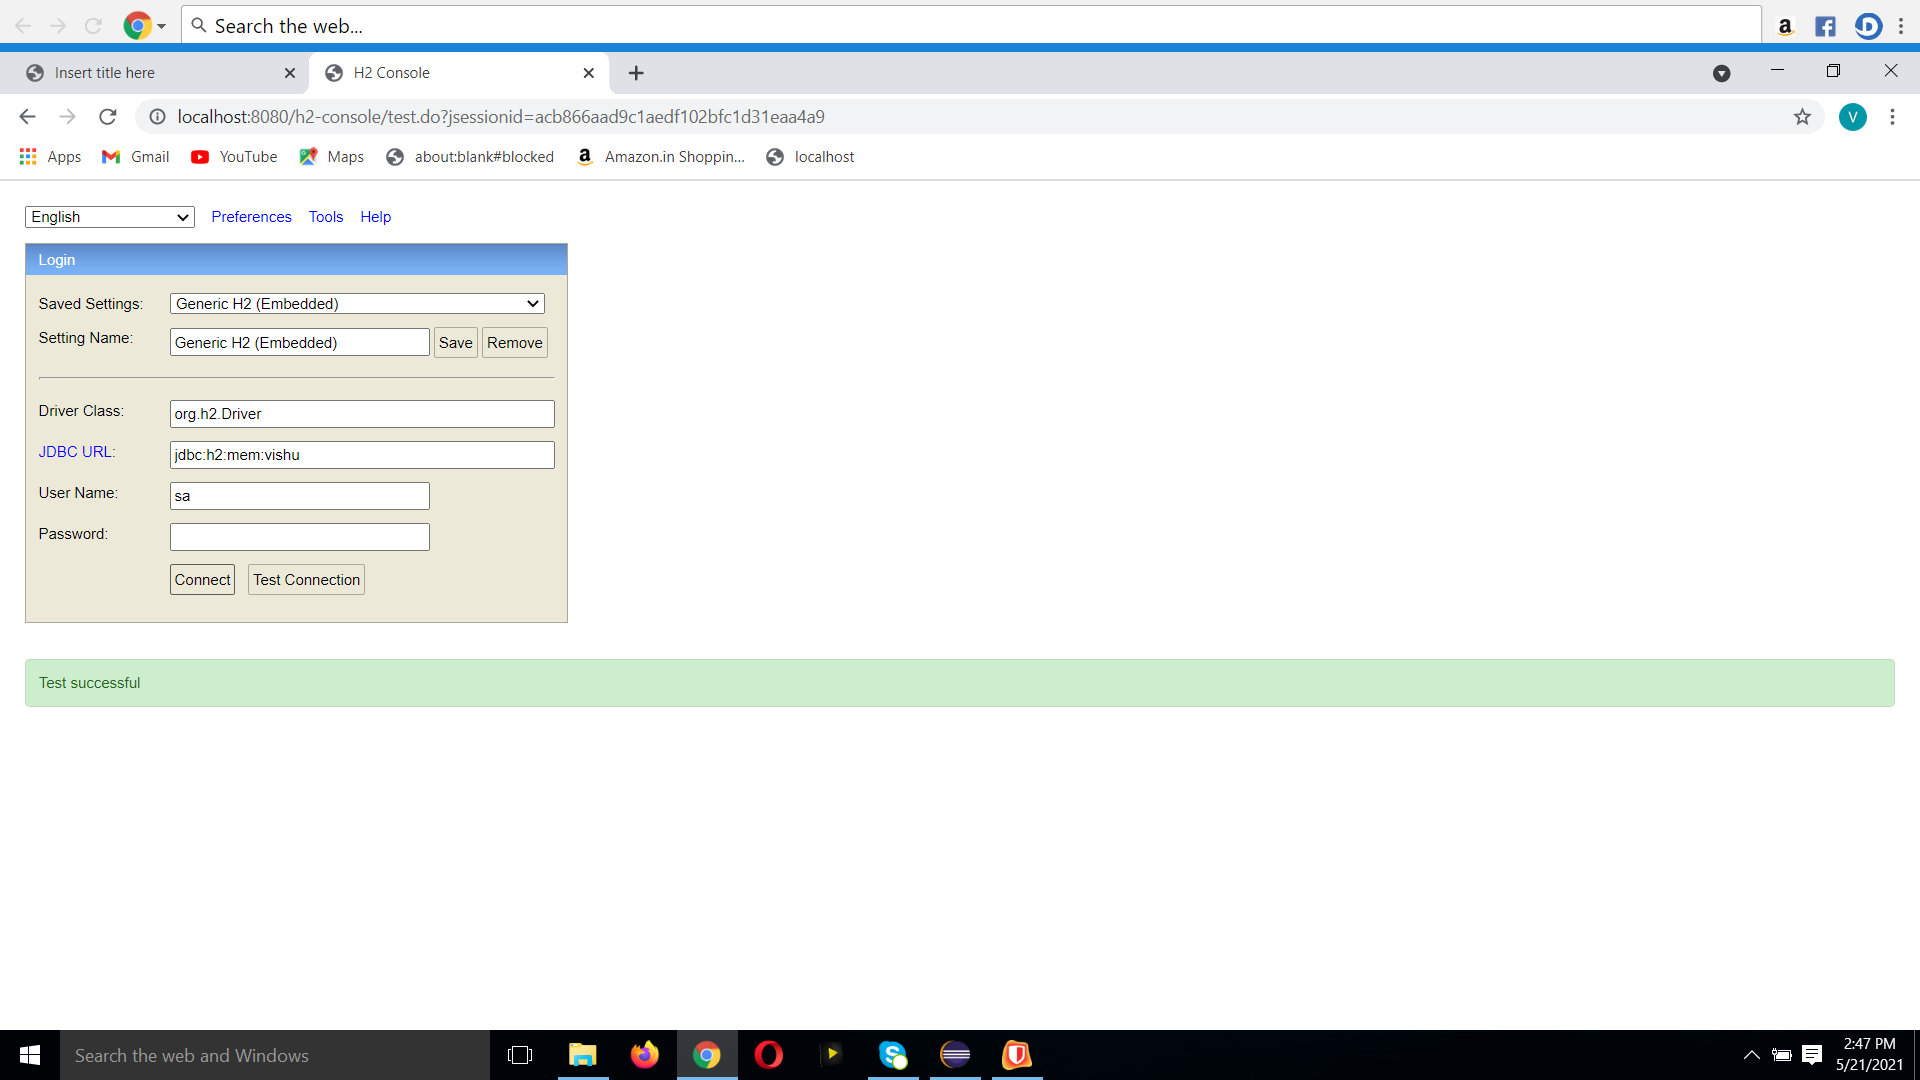 Search the web...
Insert title here
H2 Console
localhost:8080/h2-console/test.do?jsessionid=acb866aad9c1aedf102bfc1d31eaa4a9
V
Apps Gmail YouTube Maps about:blank#blocked Amazon.in Shoppin... localhost
English Preferences Tools Help
Login
Saved Settings: Generic H2 (Embedded)
Setting Name: Generic H2 (Embedded) Save Remove
Driver Class: org.h2.Driver
JDBC URL: jdbc:h2:mem:vishu
User Name: sa
Password:
Connect Test Connection
Test successful
Search the web and Windows
2:47 PM
5/21/2021